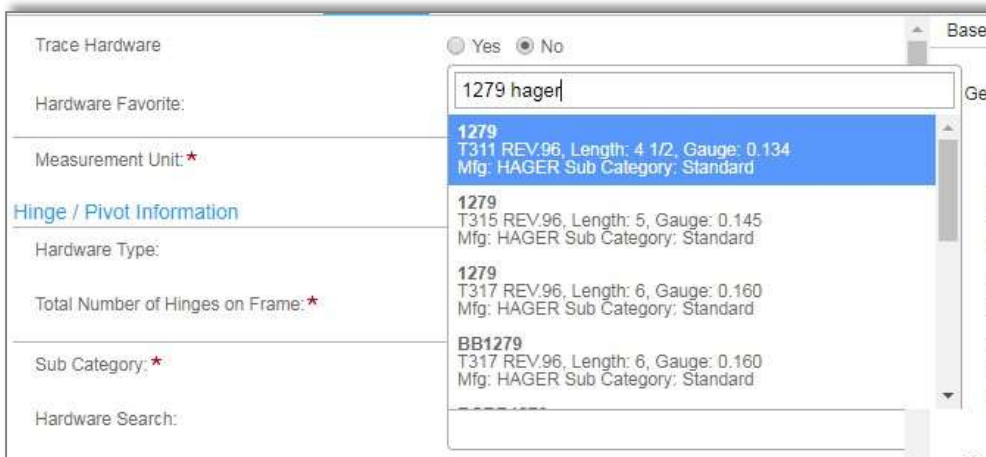 Trace Hardware
Yes No
Base
Hardware Favorite:
1279 hager
Ge
1279
T311 REV.96, Length: 4 1/2, Gauge: 0.134
Mfg: HAGER Sub Category: Standard
Measurement Unit:*
1279
T315 REV.96, Length: 5, Gauge: 0.145
Mfg: HAGER Sub Category: Standard
Hinge / Pivot Information
Hardware Type:
1279
T317 REV.96, Length: 6, Gauge: 0.160
Mfg: HAGER Sub Category: Standard
Total Number of Hinges on Frame:*
BB1279
T317 REV.96, Length: 6, Gauge: 0.160
Mfg: HAGER Sub Category: Standard
Sub Category:*
Hardware Search: